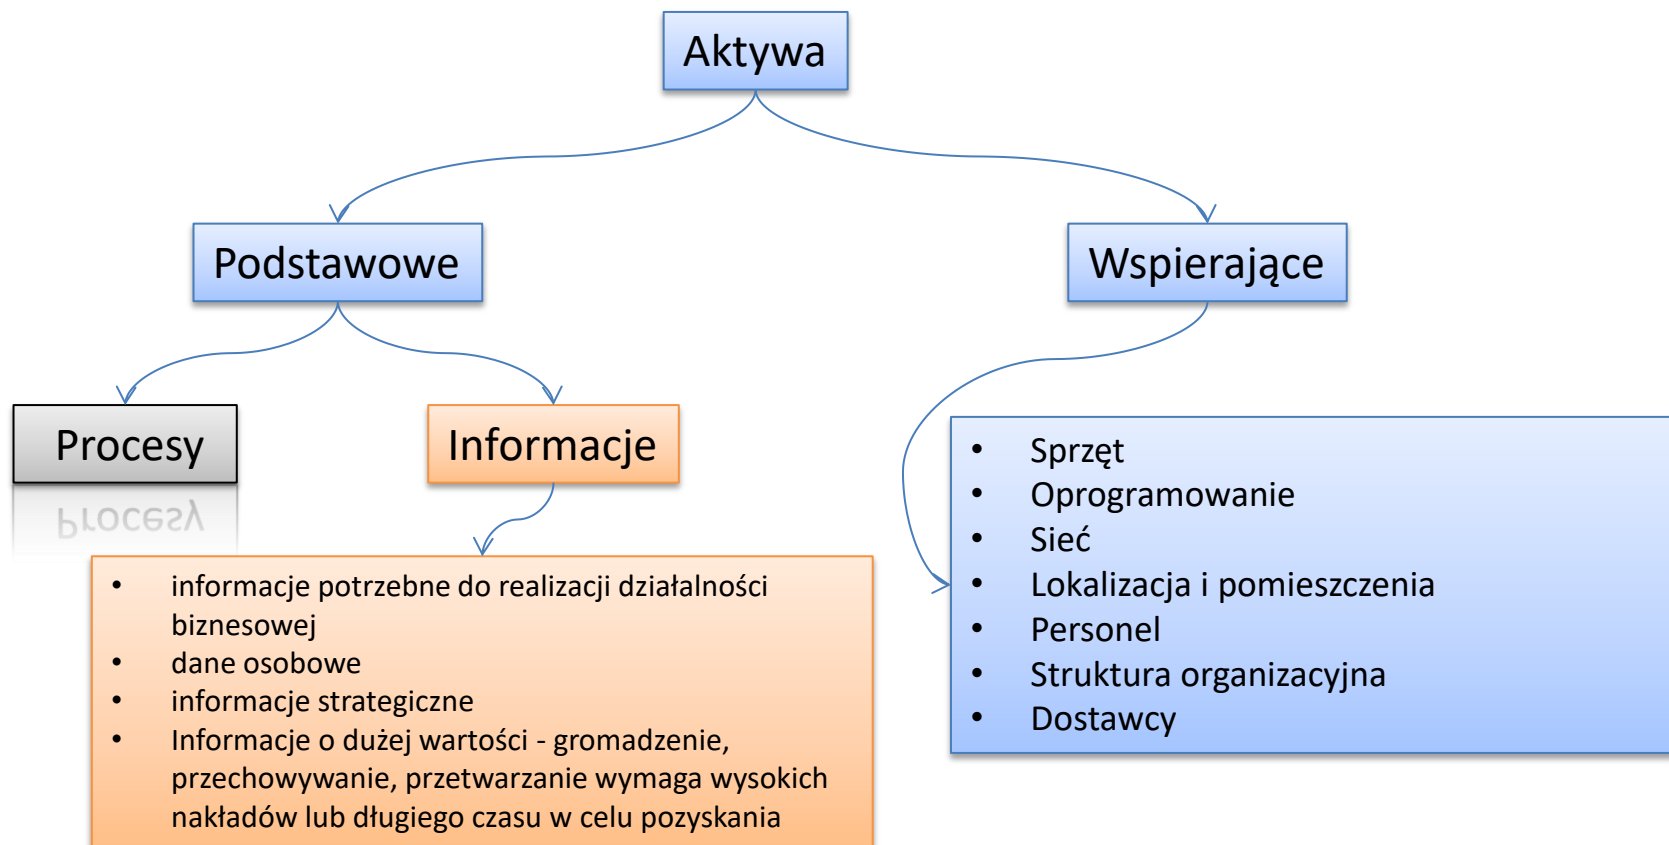 Aktywa
Podstawowe
Wspierające
Procesy
Informacje
• informacje potrzebne do realizacji działalności
biznesowej
• dane osobowe
• informacje strategiczne
• Informacje o dużej wartości - gromadzenie,
przechowywanie, przetwarzanie wymaga wysokich
nakładów lub długiego czasu w celu pozyskania
• Sprzęt
• Oprogramowanie
• Sieć
• Lokalizacja i pomieszczenia
• Personel
• Struktura organizacyjna
• Dostawcy